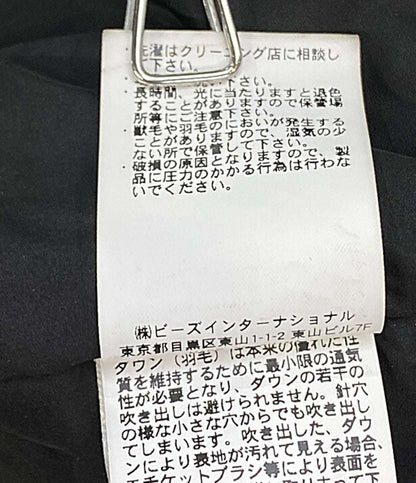 ・洗濯はクリーニング店に相談し
て下さい。
下さい。
・長時間、光に当たりますと退色
することがありますので保管場
所等にご注意下さい。
・獣毛や羽毛のにおいが発生する
ことがありますので、湿気の少
ない所で保管して下さい。
・破損の原因となりますので、製
品に圧力のかかる行為は行わな
いでください。
㈱ビーズインターナショナル
東京都目黒区東山1-1-2 東山ビル7F
ダウン（羽毛）は本来の優れた性
質を維持するために最小限の通気
性が必要となり、ダウンの若干の
吹き出しは避けられません。針穴
の様な小さな穴からでも吹き出し
てしまいます。吹き出した、ダウ
ンにより表地が汚れて見える場合、
エチケットブラシ等により表面を